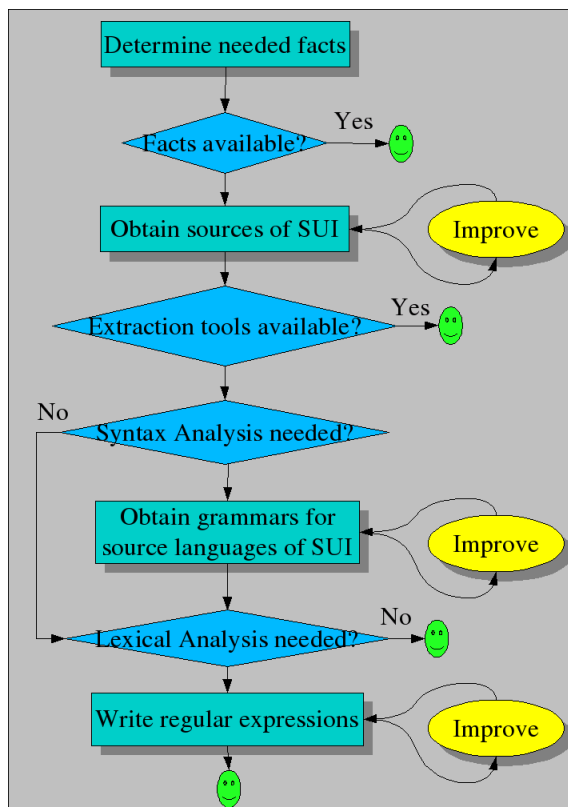 Determine needed facts
Yes
Facts available?
Obtain sources of SUI
Improve
Yes
Extraction tools available?
No
Syntax Analysis needed?
Obtain grammars for
source languages of SUI
Improve
No
Lexical Analysis needed?
Write regular expressions
Improve